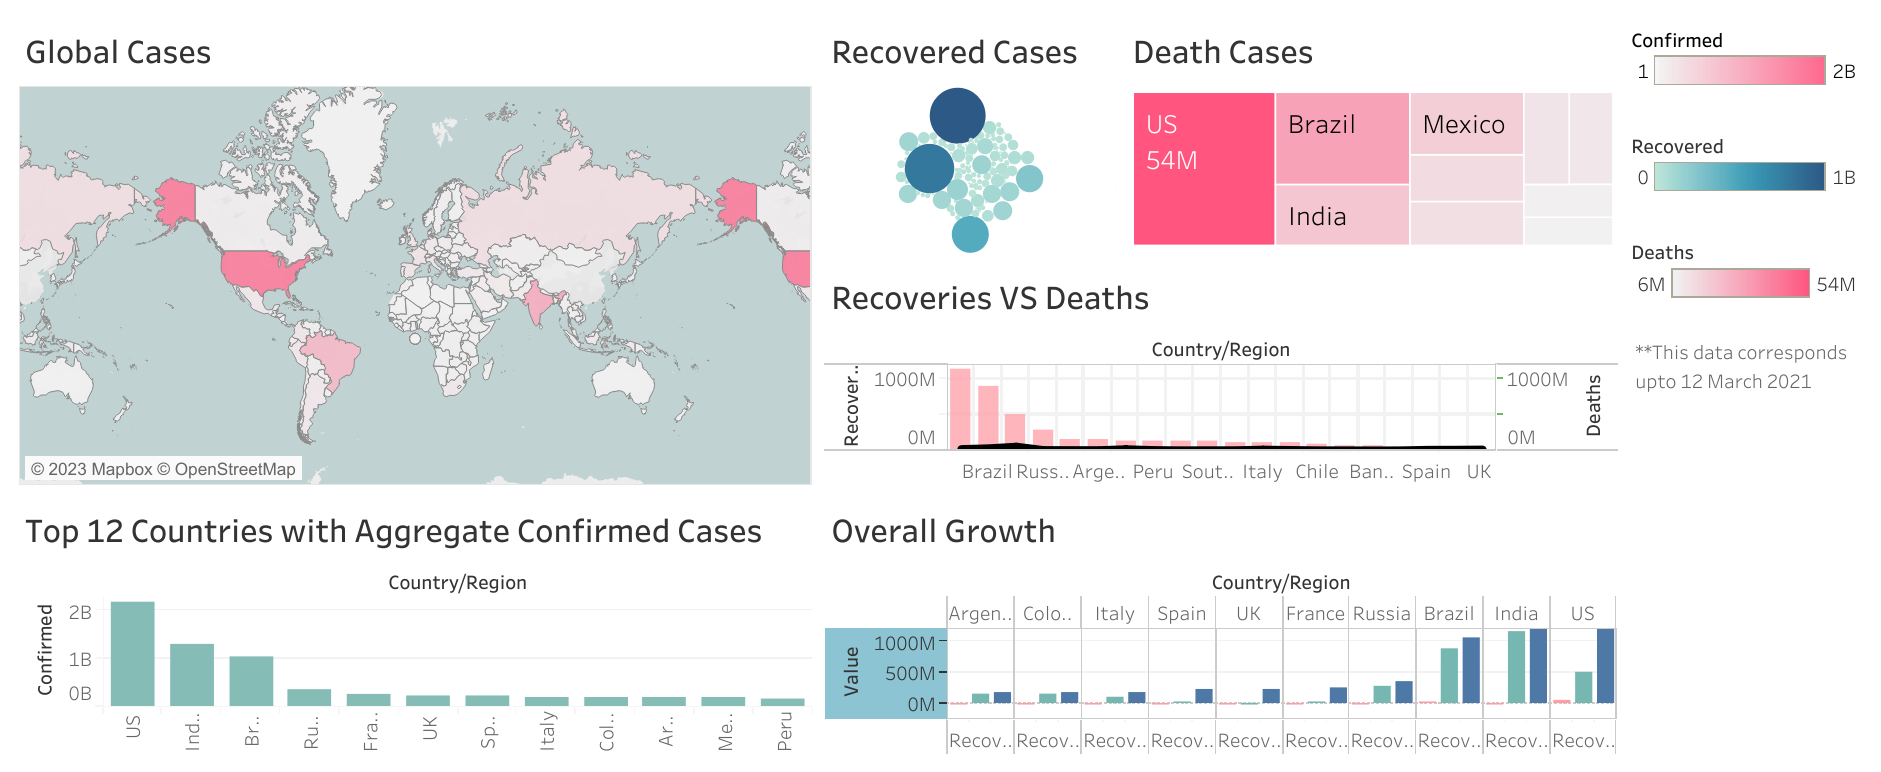 Global Cases
© 2023 Mapbox © OpenStreetMap
Recovered Cases
Death Cases
US
54M
Brazil
India
Mexico
Confirmed
1 2B
Recovered
0 1B
Deaths
6M 54M
**This data corresponds
upto 12 March 2021
Recoveries VS Deaths
Country/Region
Recover..
1000M
0M
1000M
0M
Deaths
Brazil Russ.. Arge.. Peru Sout.. Italy Chile Ban.. Spain UK
Top 12 Countries with Aggregate Confirmed Cases
Country/Region
Confirmed
2B
1B
0B
US Ind.. Br.. Ru.. Fra.. UK Sp.. Italy Col.. Ar.. Me.. Peru
Overall Growth
Country/Region
Argen.. Colo.. Italy Spain UK France Russia Brazil India US
Value
1000M
500M
0M
Recov.. Recov.. Recov.. Recov.. Recov.. Recov.. Recov.. Recov.. Recov.. Recov..